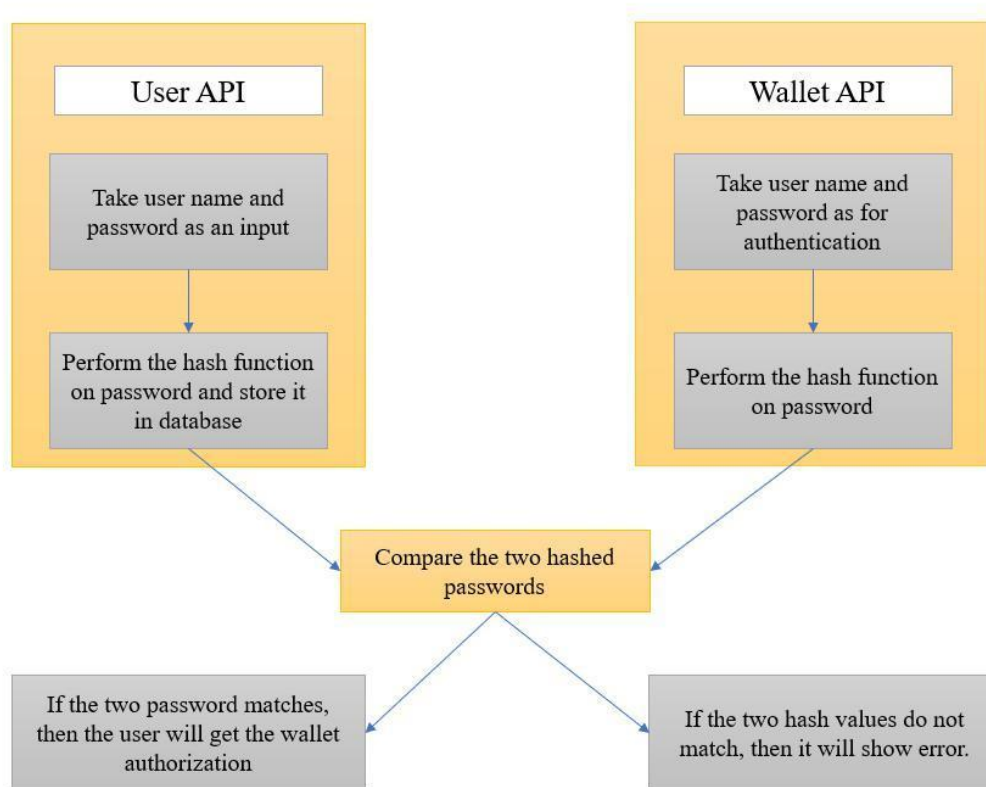 User API
Take user name and
password as an input
Perform the hash function
on password and store it
in database
Wallet API
Take user name and
password as for
authentication
Perform the hash function
on password
Compare the two hashed
passwords
If the two password matches,
then the user will get the wallet
authorization
If the two hash values do not
match, then it will show error.